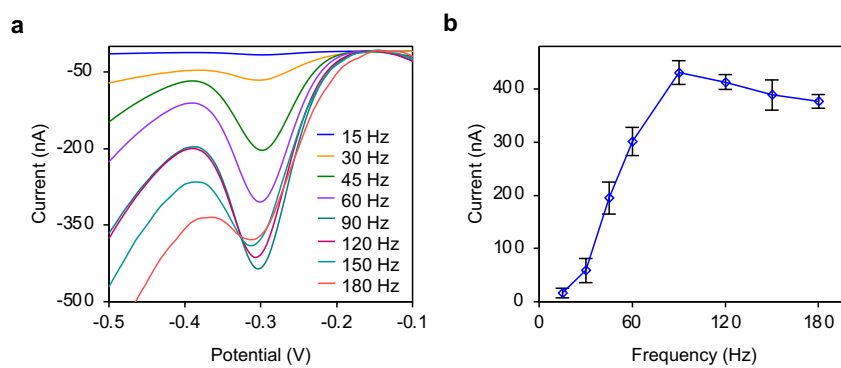 a
-50
-200
-350
-500
Current (nA)
-0.5
-0.4
-0.3
-0.2
-0.1
Potential (V)
15 Hz
30 Hz
45 Hz
60 Hz
90 Hz
120 Hz
150 Hz
180 Hz
b
400
300
200
100
0
Current (nA)
0
60
120
180
Frequency (Hz)